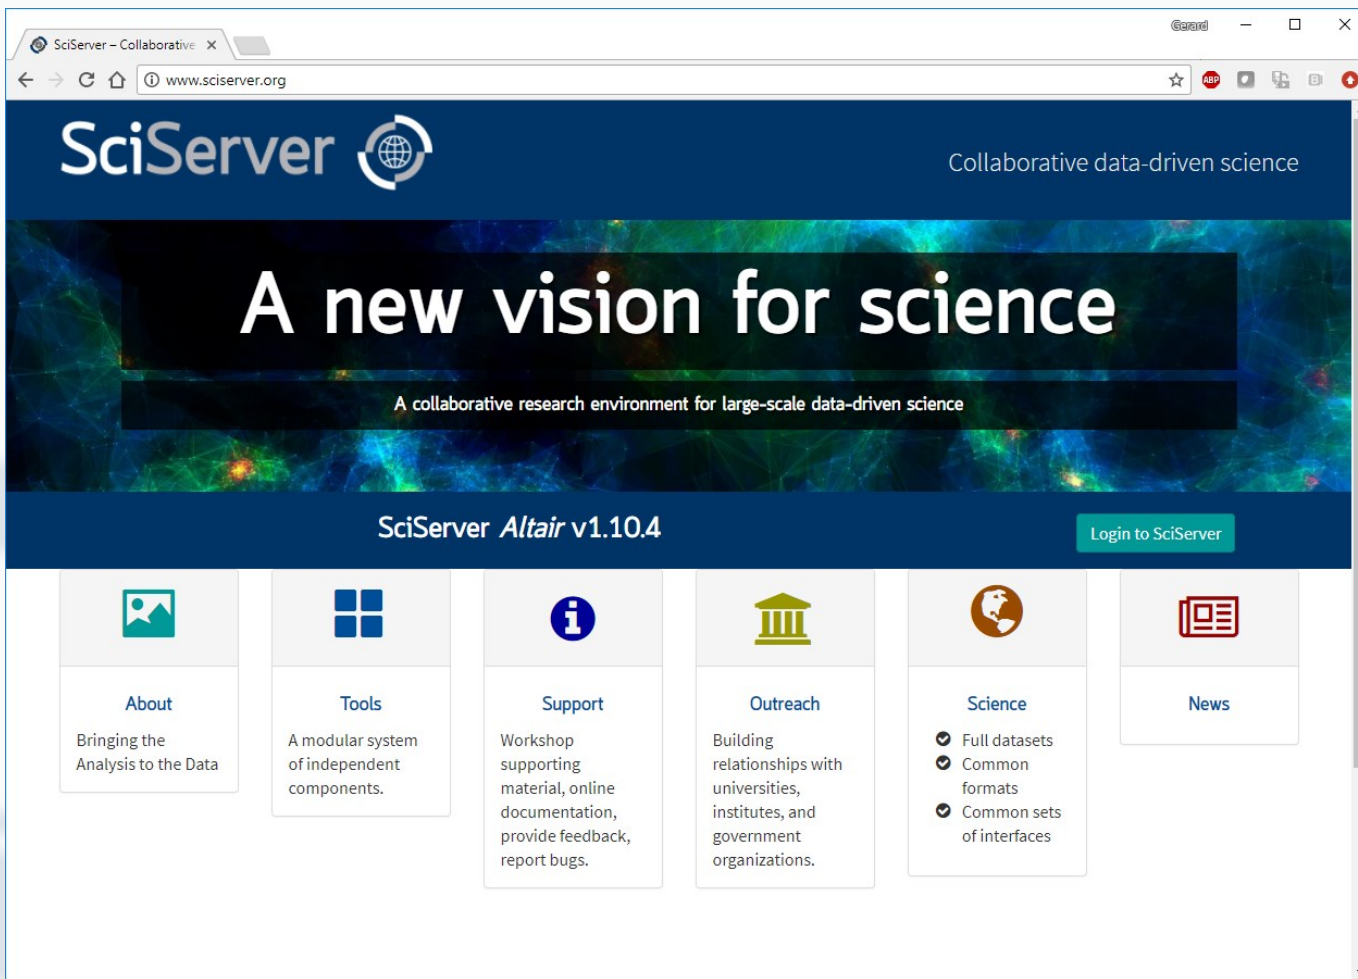 Gerard
SciServer – Collaborative
www.sciserver.org
ABP
SciServer
Collaborative data-driven science
A new vision for science
A collaborative research environment for large-scale data-driven science
SciServer Altair v1.10.4
Login to SciServer
About
Bringing the
Analysis to the Data
Tools
A modular system
of independent
components.
Support
Workshop
supporting
material, online
documentation,
provide feedback,
report bugs.
Outreach
Building
relationships with
universities,
institutes, and
government
organizations.
Science
Full datasets
Common
formats
Common sets
of interfaces
News